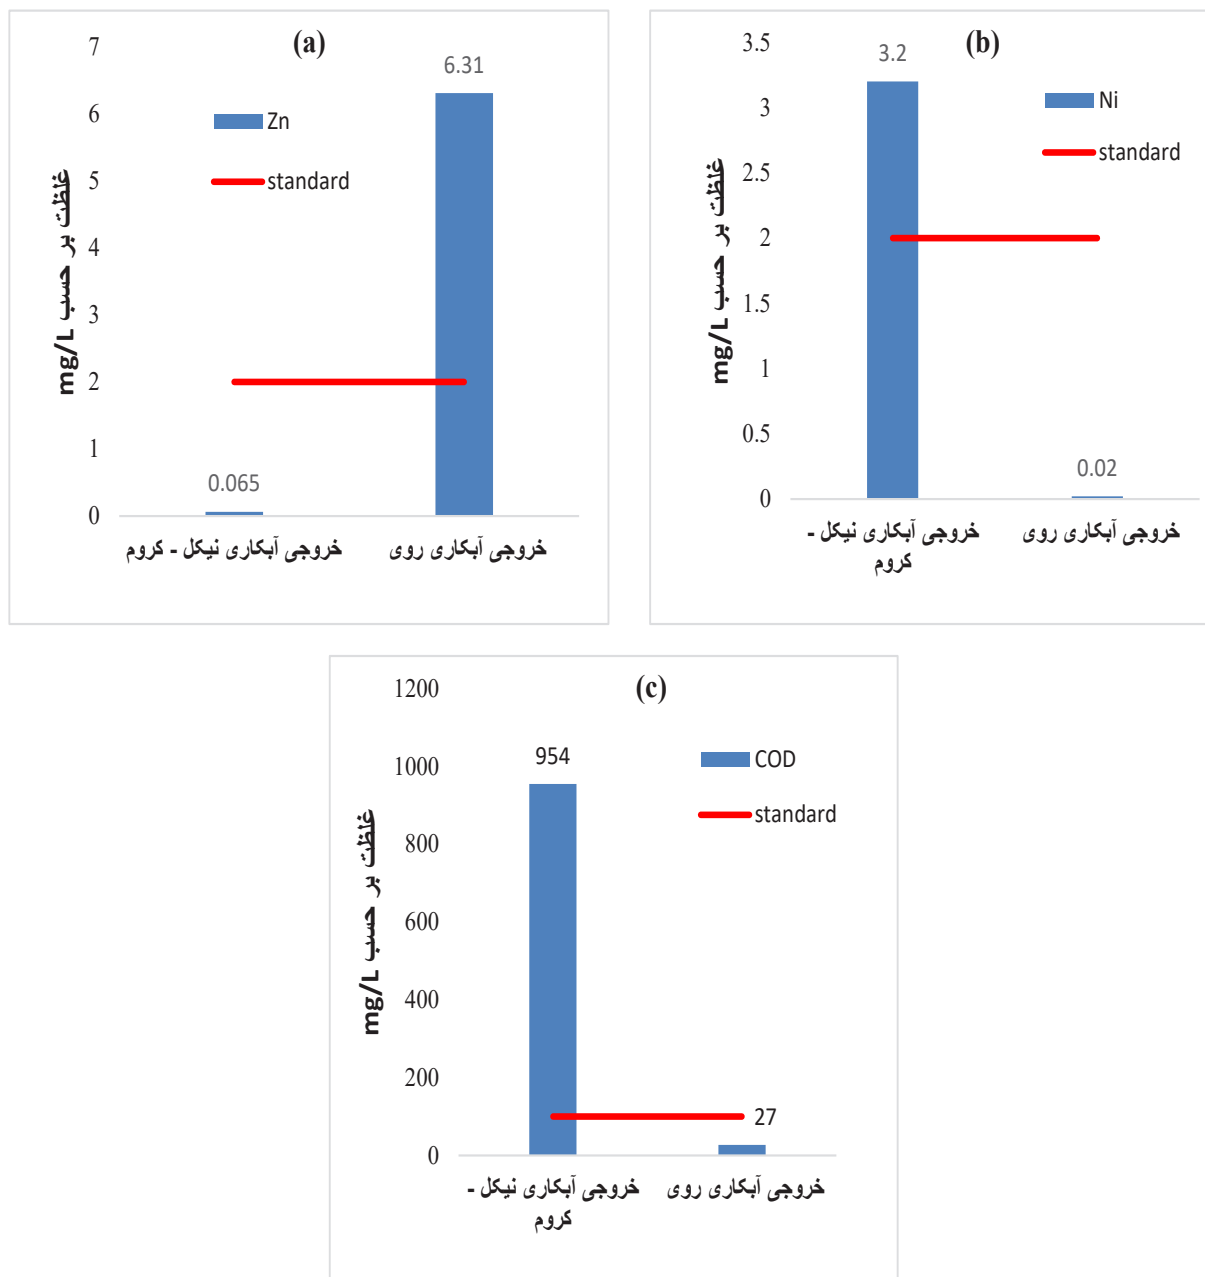 (a)
7
6
5
4
3
2
1
0
غلظت بر حسب mg/L
6.31
0.065
Zn
standard
خروجی آبکاری نیکل - کروم
خروجی آبکاری روی
(b)
3.5
3
2.5
2
1.5
1
0.5
0
غلظت بر حسب mg/L
3.2
0.02
Ni
standard
خروجی آبکاری نیکل -
کروم
خروجی آبکاری روی
(c)
1200
1000
800
600
400
200
0
غلظت بر حسب mg/L
954
27
COD
standard
خروجی آبکاری نیکل -
کروم
خروجی آبکاری روی